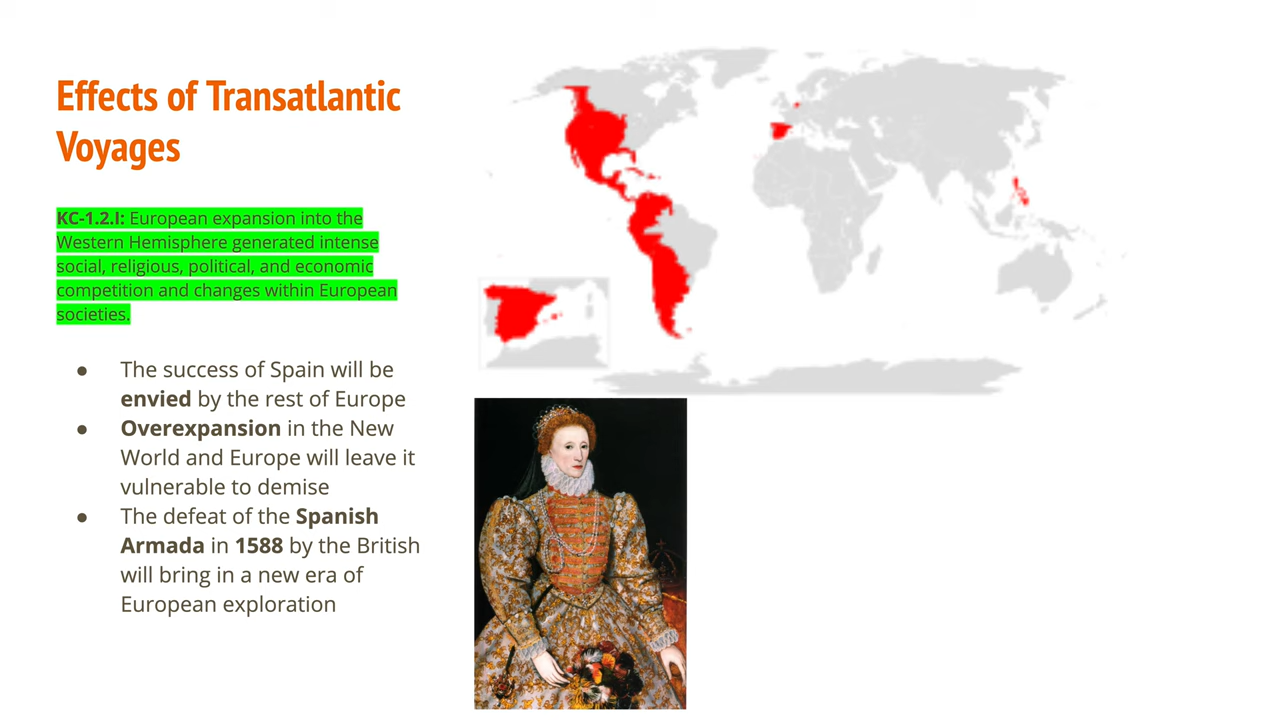 Effects of Transatlantic
Voyages
KC-1.2.I: European expansion into the
Western Hemisphere generated intense
social, religious, political, and economic
competition and changes within European
societies.
● The success of Spain will be
envied by the rest of Europe
● Overexpansion in the New
World and Europe will leave it
vulnerable to demise
● The defeat of the Spanish
Armada in 1588 by the British
will bring in a new era of
European exploration